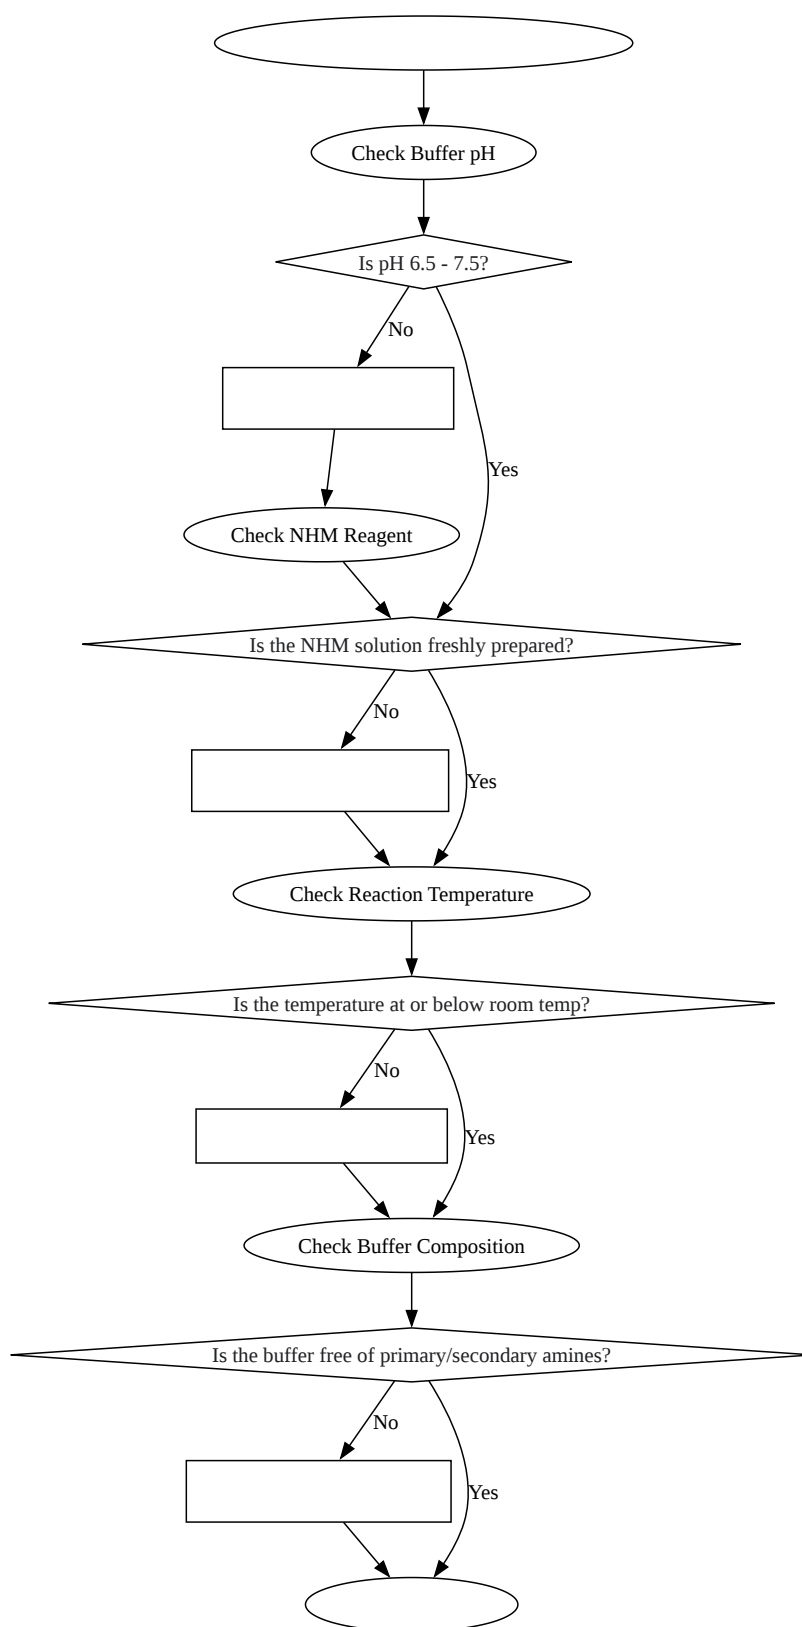 Check Buffer pH
Is pH 6.5 - 7.5?
No
Yes
Check NHM Reagent
Is the NHM solution freshly prepared?
No
Yes
Check Reaction Temperature
Is the temperature at or below room temp?
No
Yes
Check Buffer Composition
Is the buffer free of primary/secondary amines?
No
Yes